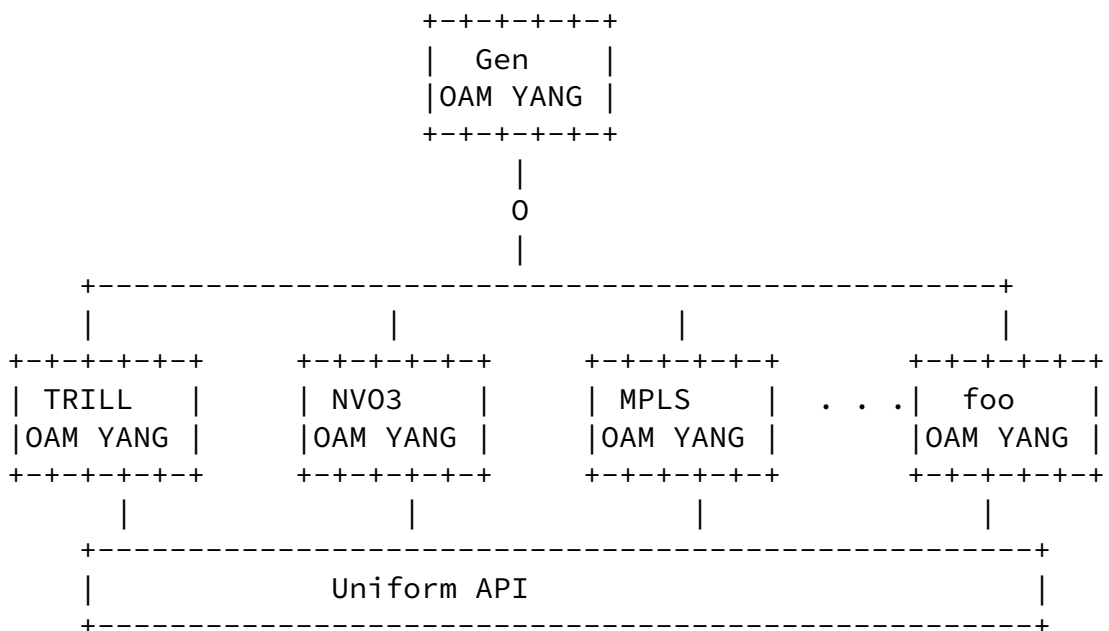 +-+-+-+-+-+
|  Gen    |
|OAM YANG |
+-+-+-+-+-+
|
O
|
+--------------------------------------------------+
|                |               |                 |
+-+-+-+-+-+     +-+-+-+-+-+     +-+-+-+-+-+       +-+-+-+-+-+
| TRILL   |     | NVO3    |     | MPLS    |  . . .|  foo    |
|OAM YANG |     |OAM YANG |     |OAM YANG |       |OAM YANG |
+-+-+-+-+-+     +-+-+-+-+-+     +-+-+-+-+-+       +-+-+-+-+-+
|               |               |               |
+----------------------------------------------------+
|             Uniform API                            |
+----------------------------------------------------+